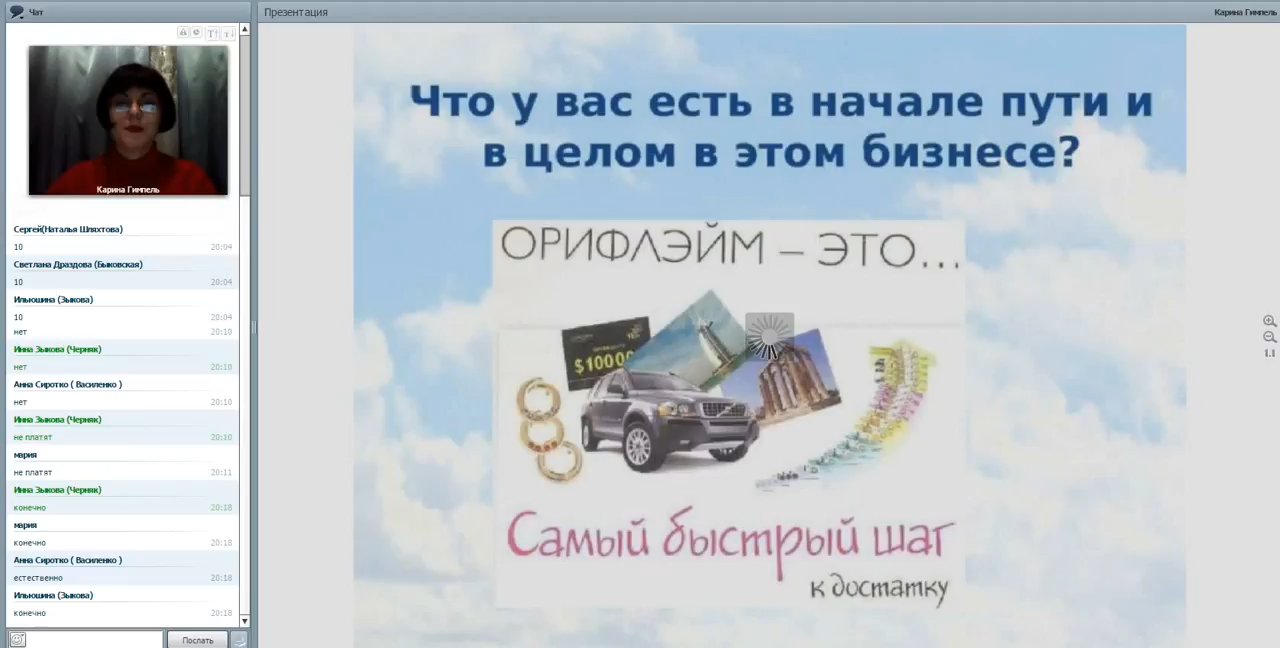 Чат
Карина Гимпель
Сергей(Наталья Шляхтова)
10 20:04
Светлана Драздова (Быковская)
10 20:04
Ильюшина (Зыкова)
10 20:04
нет 20:10
Инна Зыкова (Черняк)
нет 20:10
Анна Сиротко ( Василенко )
нет 20:10
Инна Зыкова (Черняк)
не платят 20:10
мария
не платят 20:11
Инна Зыкова (Черняк)
конечно 20:18
мария
конечно 20:18
Анна Сиротко ( Василенко )
естественно 20:18
Ильюшина (Зыкова)
конечно 20:18
Послать
Презентация
Карина Гимпель
Что у вас есть в начале пути и
в целом в этом бизнесе?
ОРИФЛЭЙМ – ЭТО...
$10000
Самый быстрый шаг
к достатку
1:1